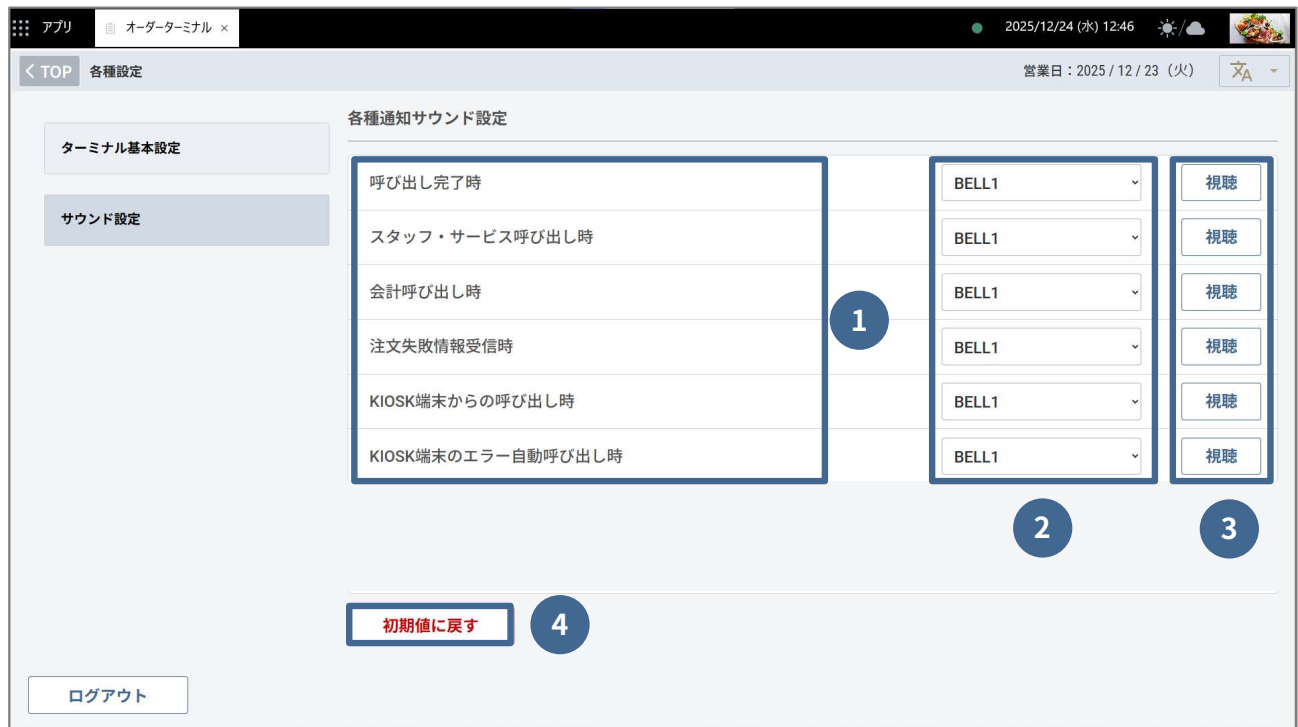 アプリ オーダーターミナル × 2025/12/24 (水) 12:46
< TOP 各種設定 営業日：2025 / 12 / 23（火） 文A
各種通知サウンド設定
ターミナル基本設定
サウンド設定
呼び出し完了時 BELL1 視聴
スタッフ・サービス呼び出し時 BELL1 視聴
会計呼び出し時 BELL1 視聴
1
注文失敗情報受信時 BELL1 視聴
KIOSK端末からの呼び出し時 BELL1 視聴
KIOSK端末のエラー自動呼び出し時 BELL1 視聴
2 3
初期値に戻す 4
ログアウト